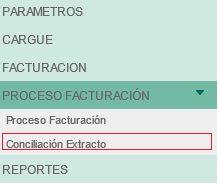 PARAMETROS
CARGUE
FACTURACION
PROCESO FACTURACIÓN
Proceso Facturación
Conciliación Extracto
REPORTES